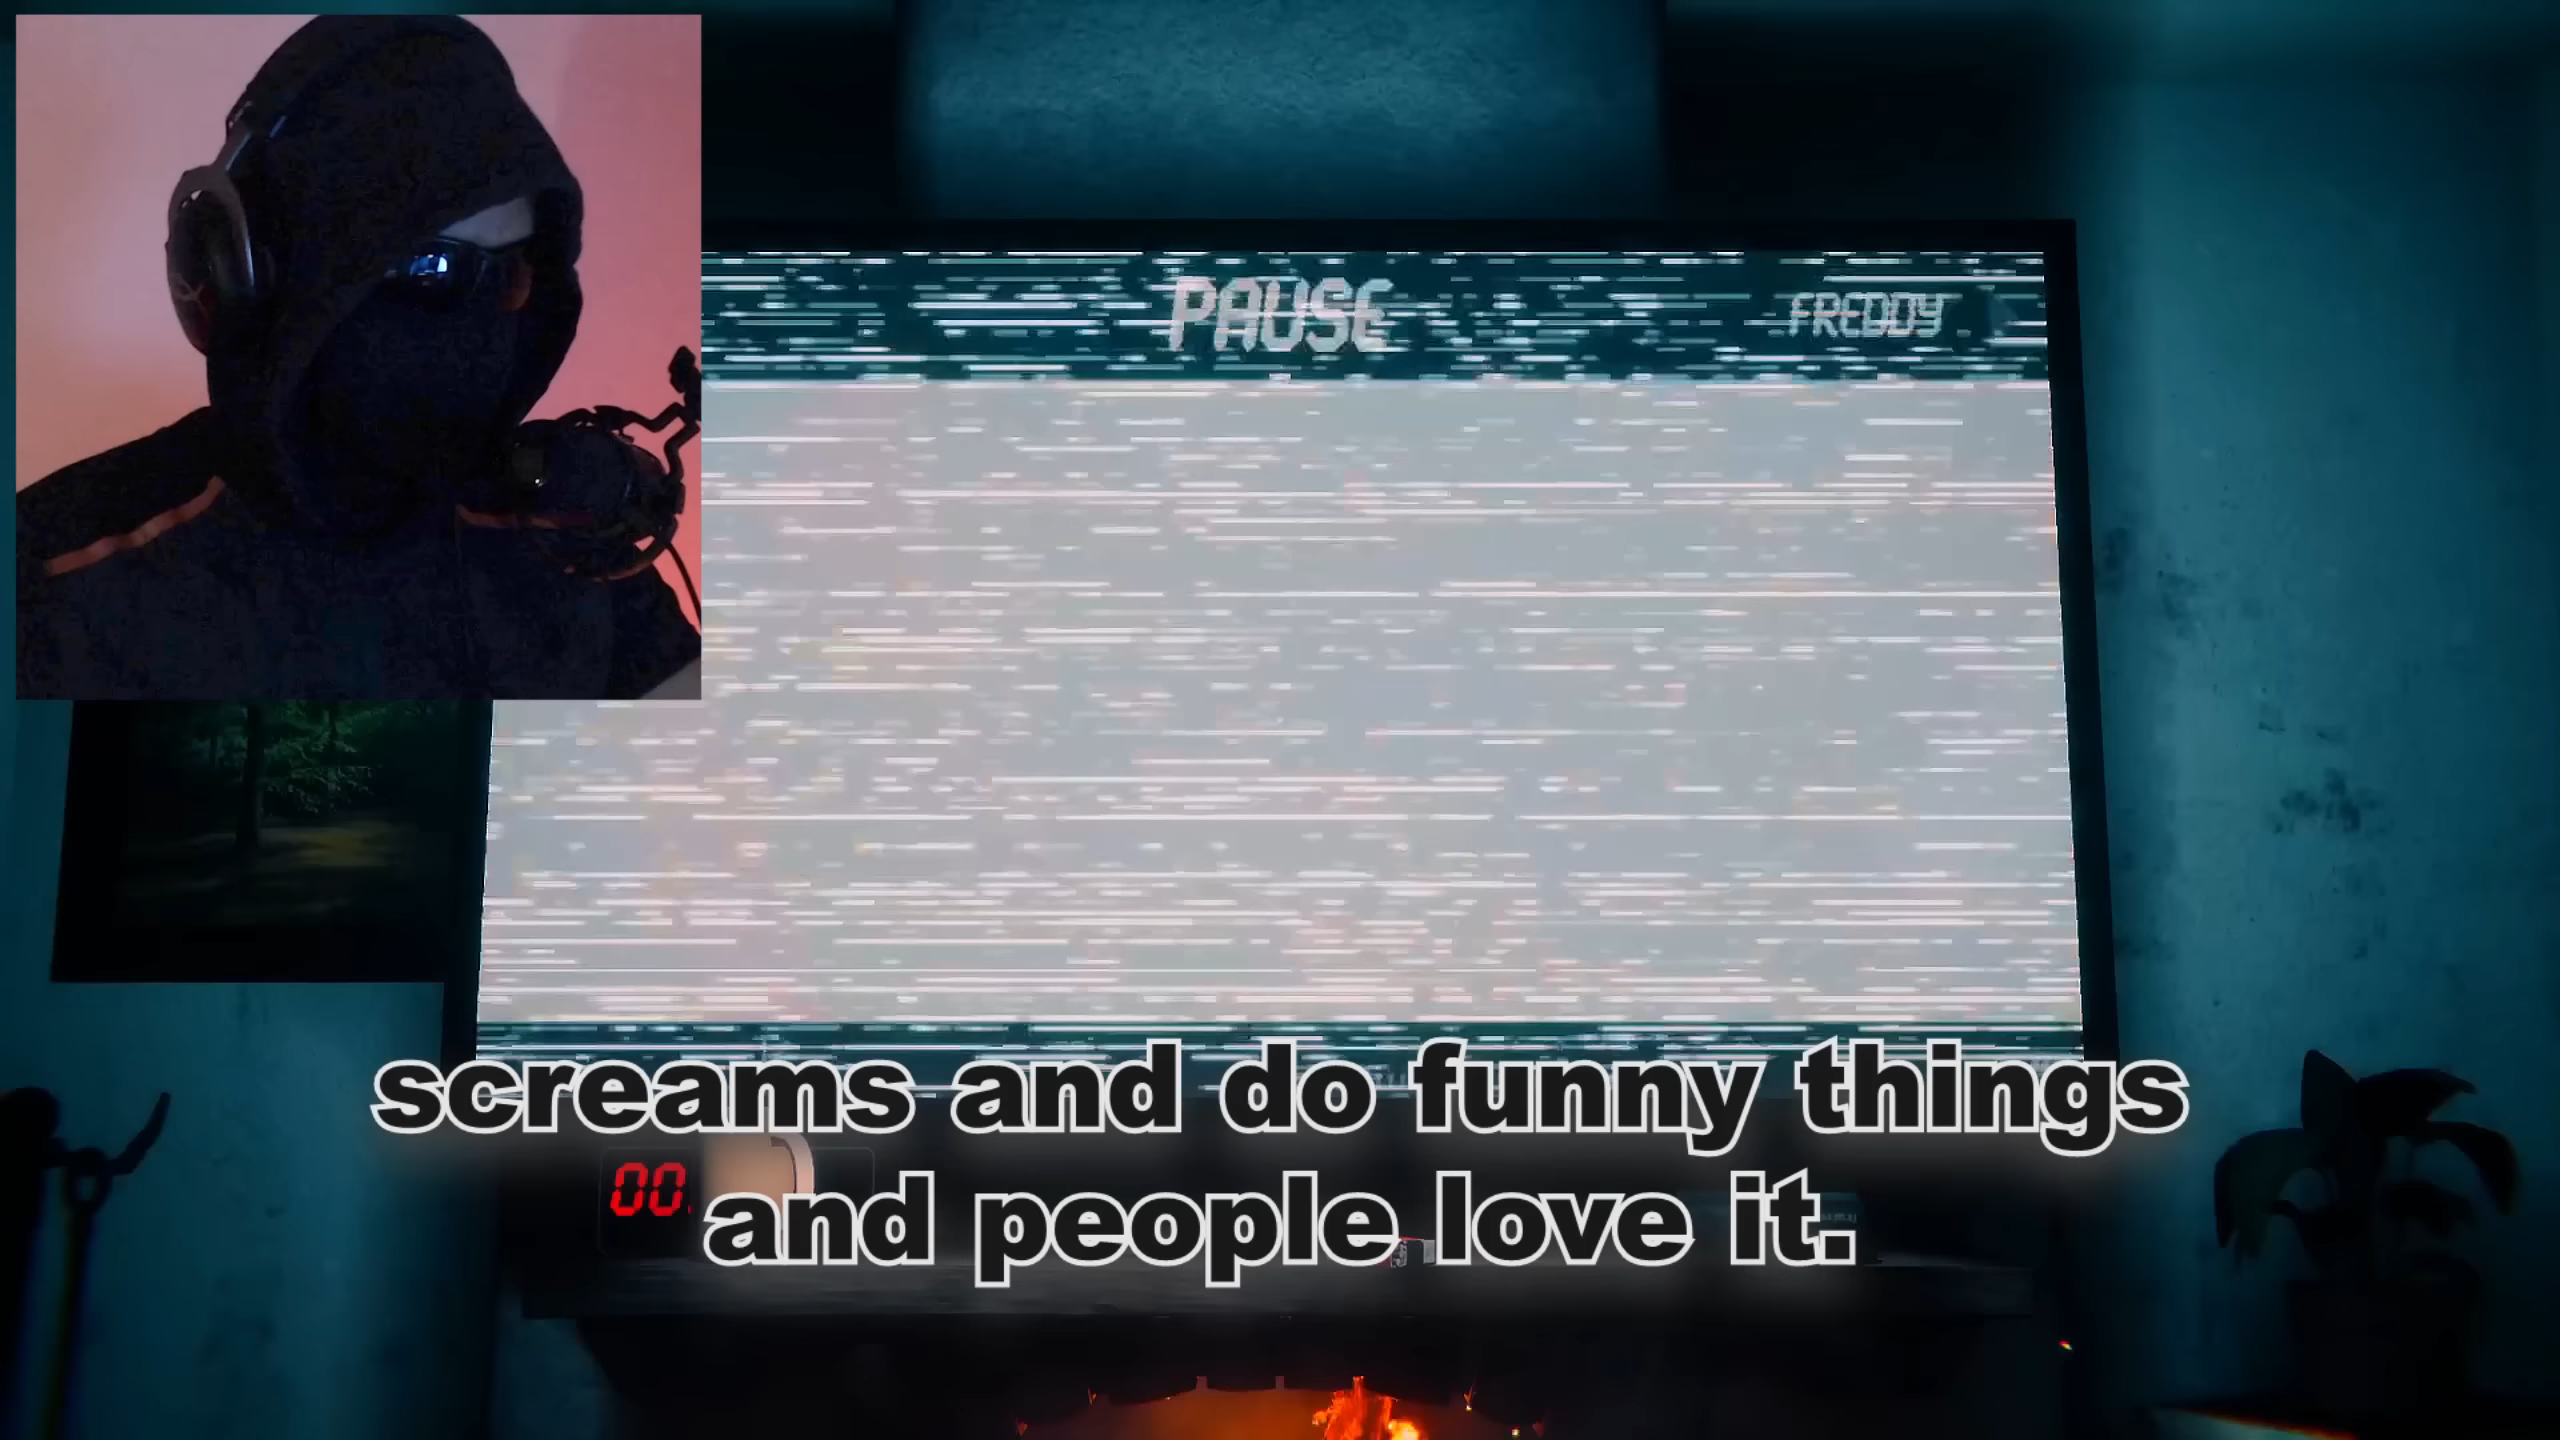 PAUSE
FREDDY
screams and do funny things
00.
and people love it.